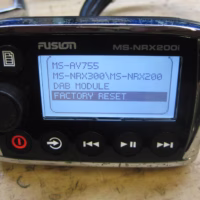 FUSION MS-NRX200i
MS-AV755
MS-NRX300\MS-NRX200
DAB MODULE
FACTORY RESET